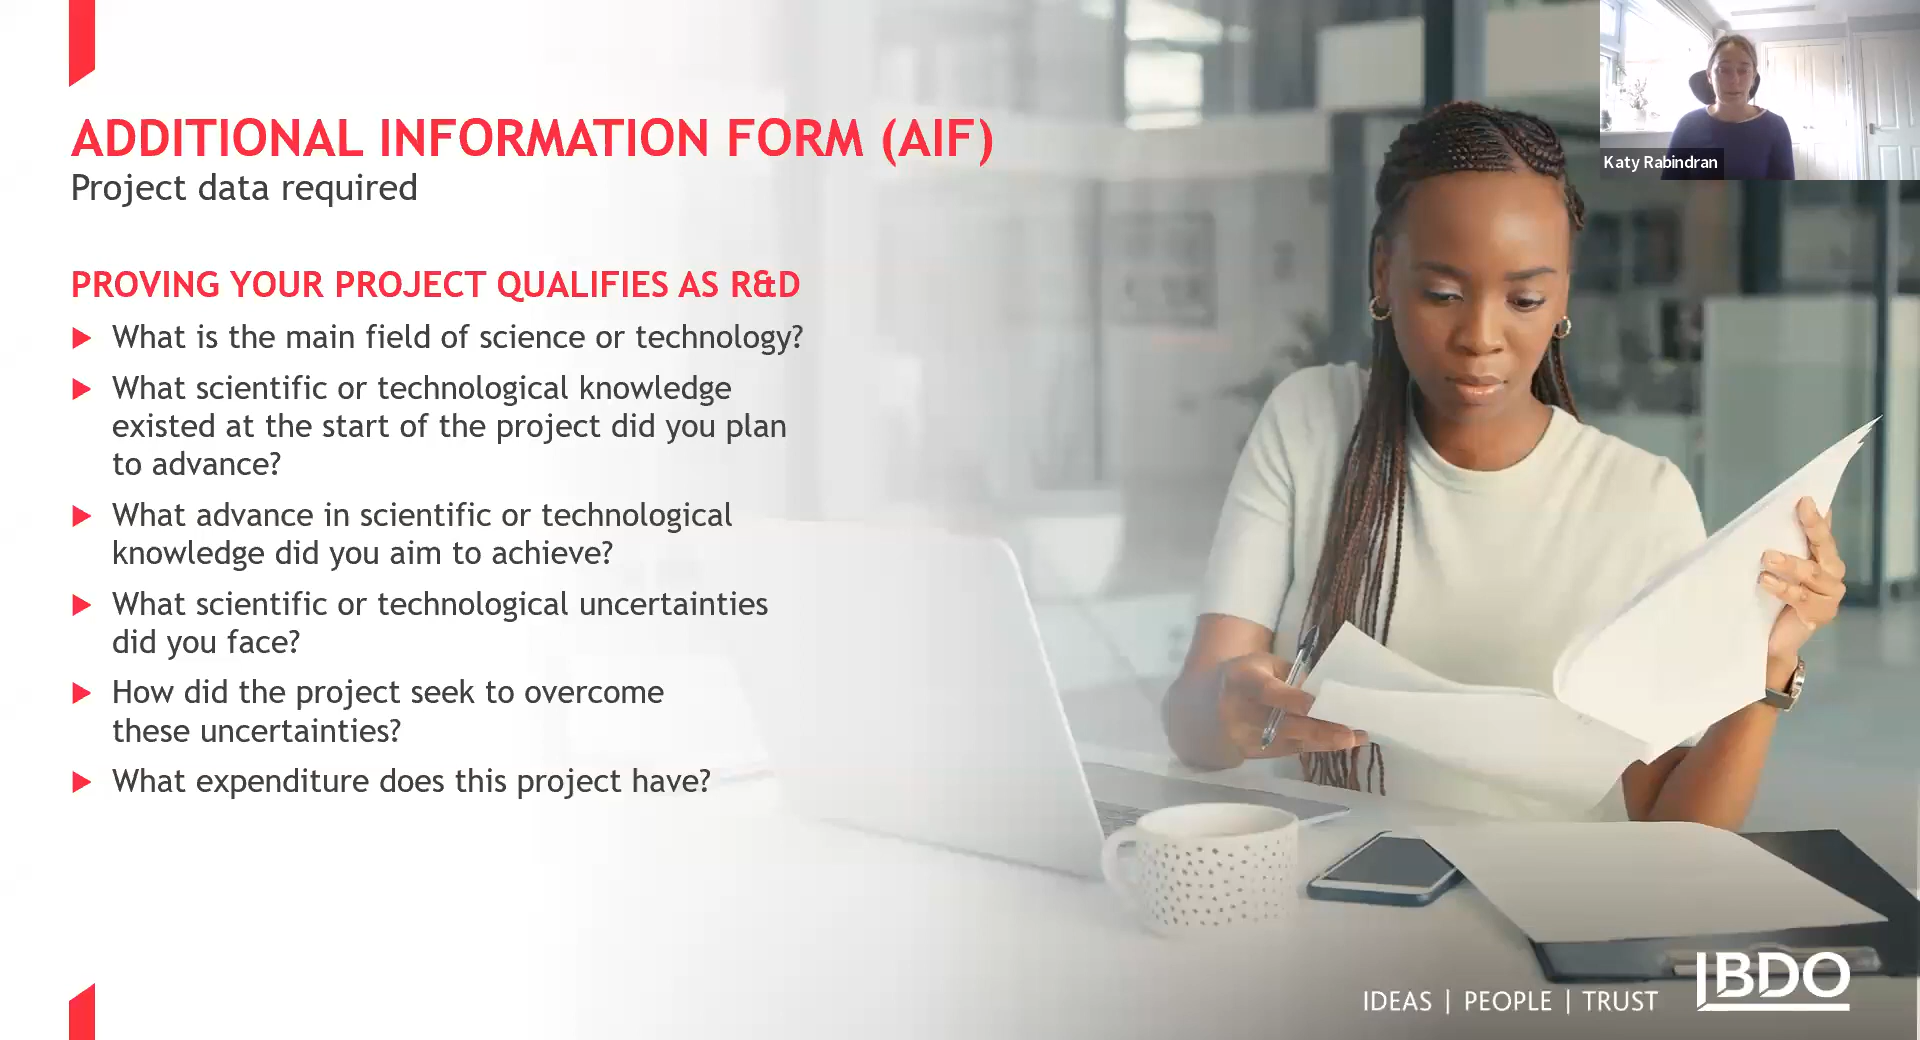 ADDITIONAL INFORMATION FORM (AIF)
Project data required
PROVING YOUR PROJECT QUALIFIES AS R&D
What is the main field of science or technology?
What scientific or technological knowledge
existed at the start of the project did you plan
to advance?
What advance in scientific or technological
knowledge did you aim to achieve?
What scientific or technological uncertainties
did you face?
How did the project seek to overcome
these uncertainties?
What expenditure does this project have?
Katy Rabindran
IDEAS | PEOPLE | TRUST
BDO